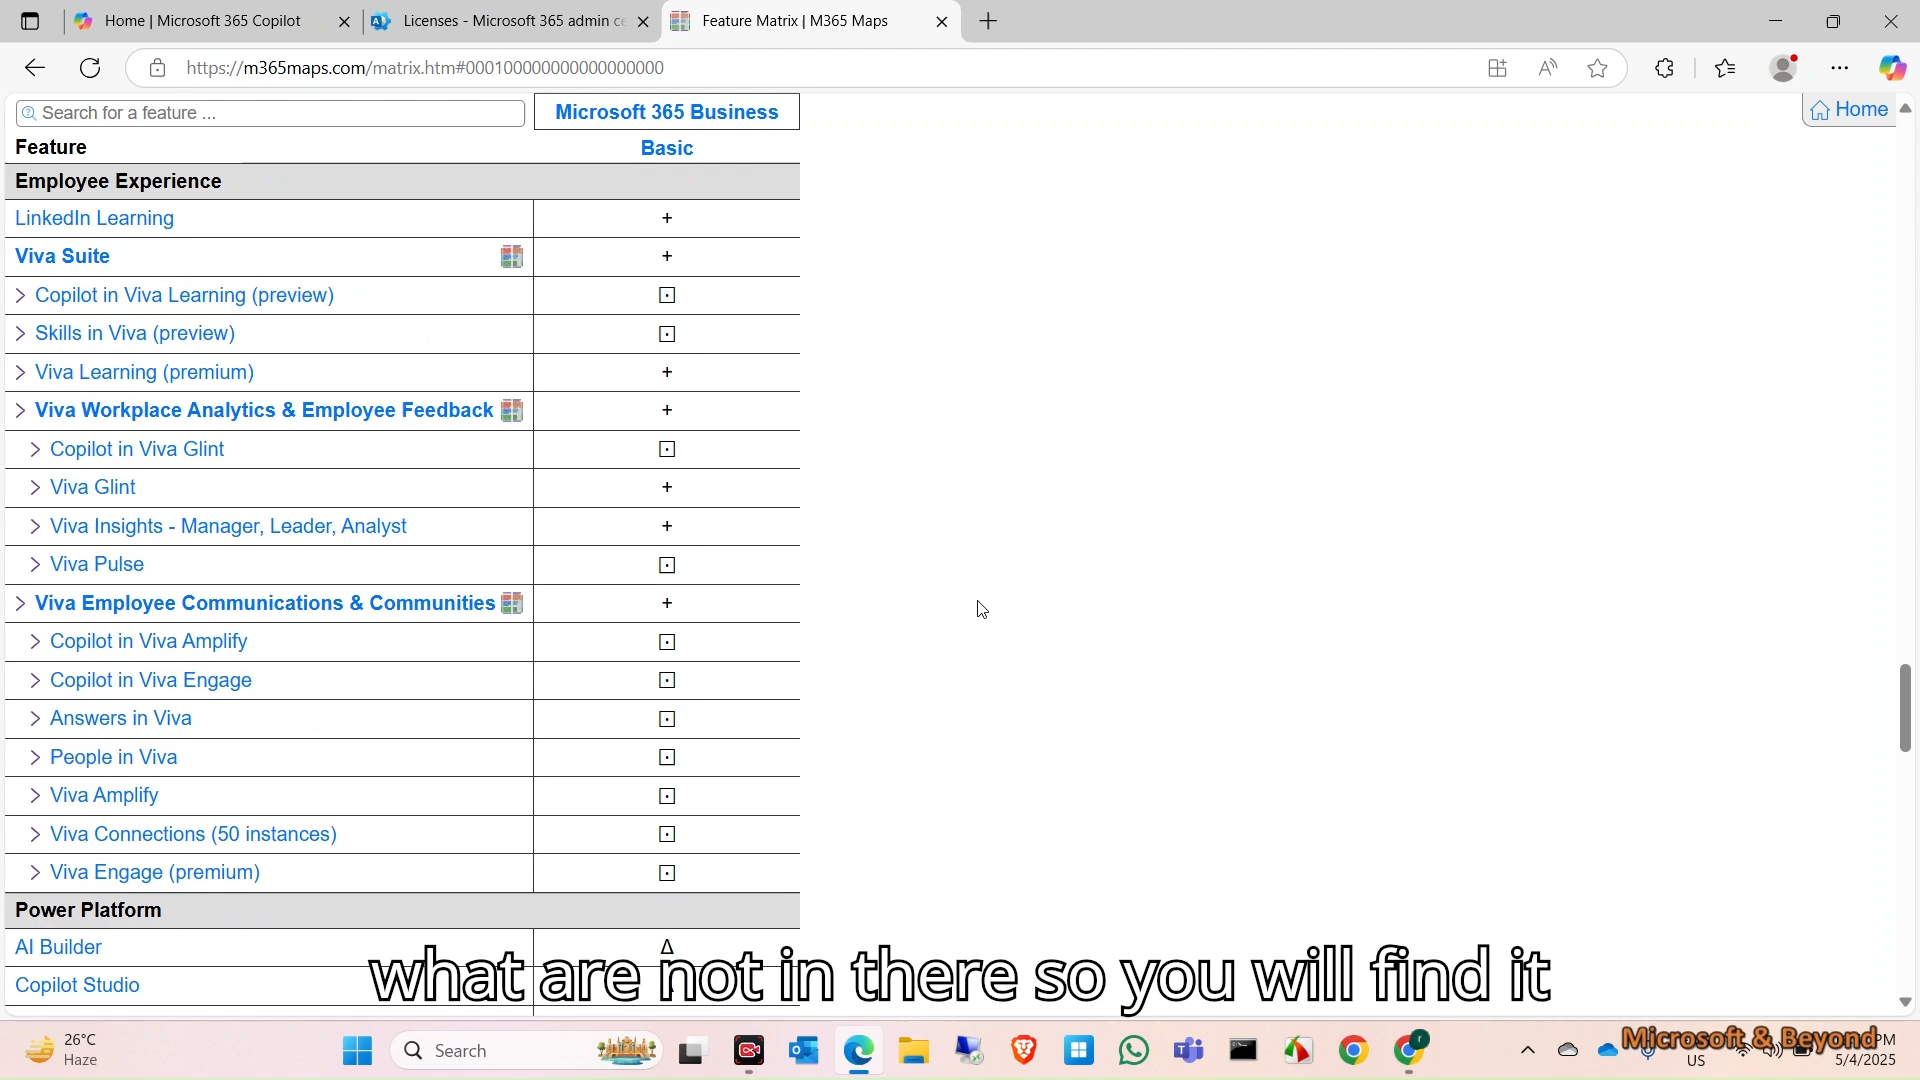 Home | Microsoft 365 Copilot
Licenses - Microsoft 365 admin ce
Feature Matrix | M365 Maps
https://m365maps.com/matrix.htm#000100000000000000000
Search for a feature ...
Microsoft 365 Business
Home
Feature
Basic
Employee Experience
LinkedIn Learning +
Viva Suite +
> Copilot in Viva Learning (preview) ⊡
> Skills in Viva (preview) ⊡
> Viva Learning (premium) +
> Viva Workplace Analytics & Employee Feedback +
> Copilot in Viva Glint ⊡
> Viva Glint +
> Viva Insights - Manager, Leader, Analyst +
> Viva Pulse ⊡
> Viva Employee Communications & Communities +
> Copilot in Viva Amplify ⊡
> Copilot in Viva Engage ⊡
> Answers in Viva ⊡
> People in Viva ⊡
> Viva Amplify ⊡
> Viva Connections (50 instances) ⊡
> Viva Engage (premium) ⊡
Power Platform
AI Builder Δ
Copilot Studio
what are not in there so you will find it
26°C
Haze
Search
Microsoft & Beyond
PM
US
5/4/2025